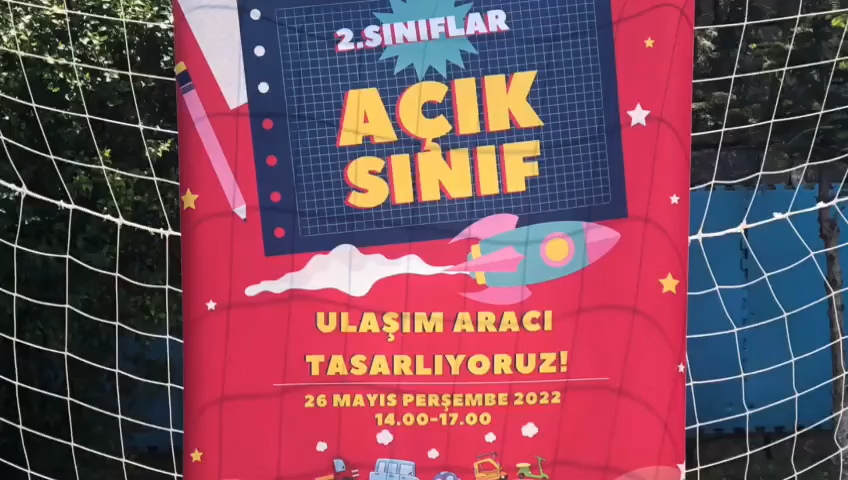 2.SINIFLAR
AÇIK
SINIF
ULAŞIM ARACI
TASARLIYORUZ!
26 MAYIS PERŞEMBE 2022
14.00-17.00